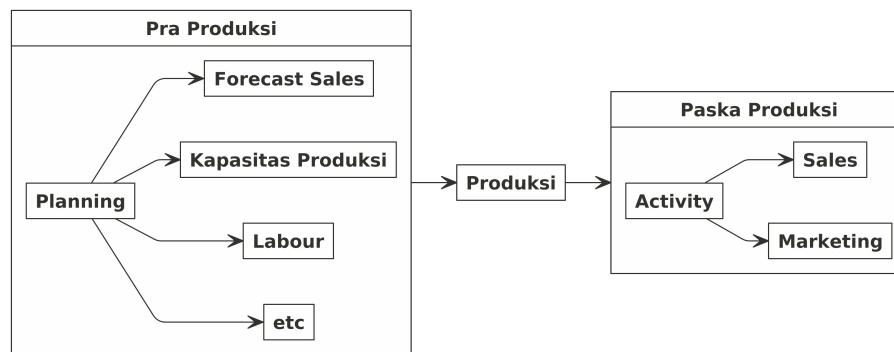 Pra Produksi
Forecast Sales
Kapasitas Produksi
Planning
Labour
etc
Produksi
Paska Produksi
Sales
Activity
Marketing